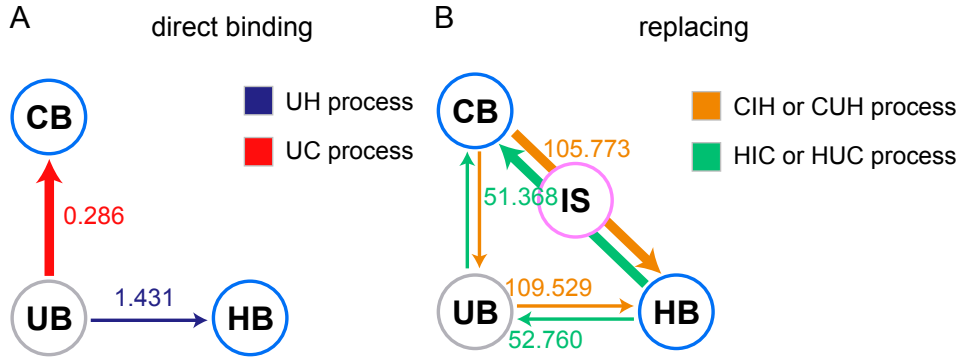 A
direct binding
CB
UH process
UC process
0.286
1.431
UB
HB
B
replacing
CB
CIH or CUH process
HIC or HUC process
105.773
51.368
IS
109.529
UB
HB
52.760